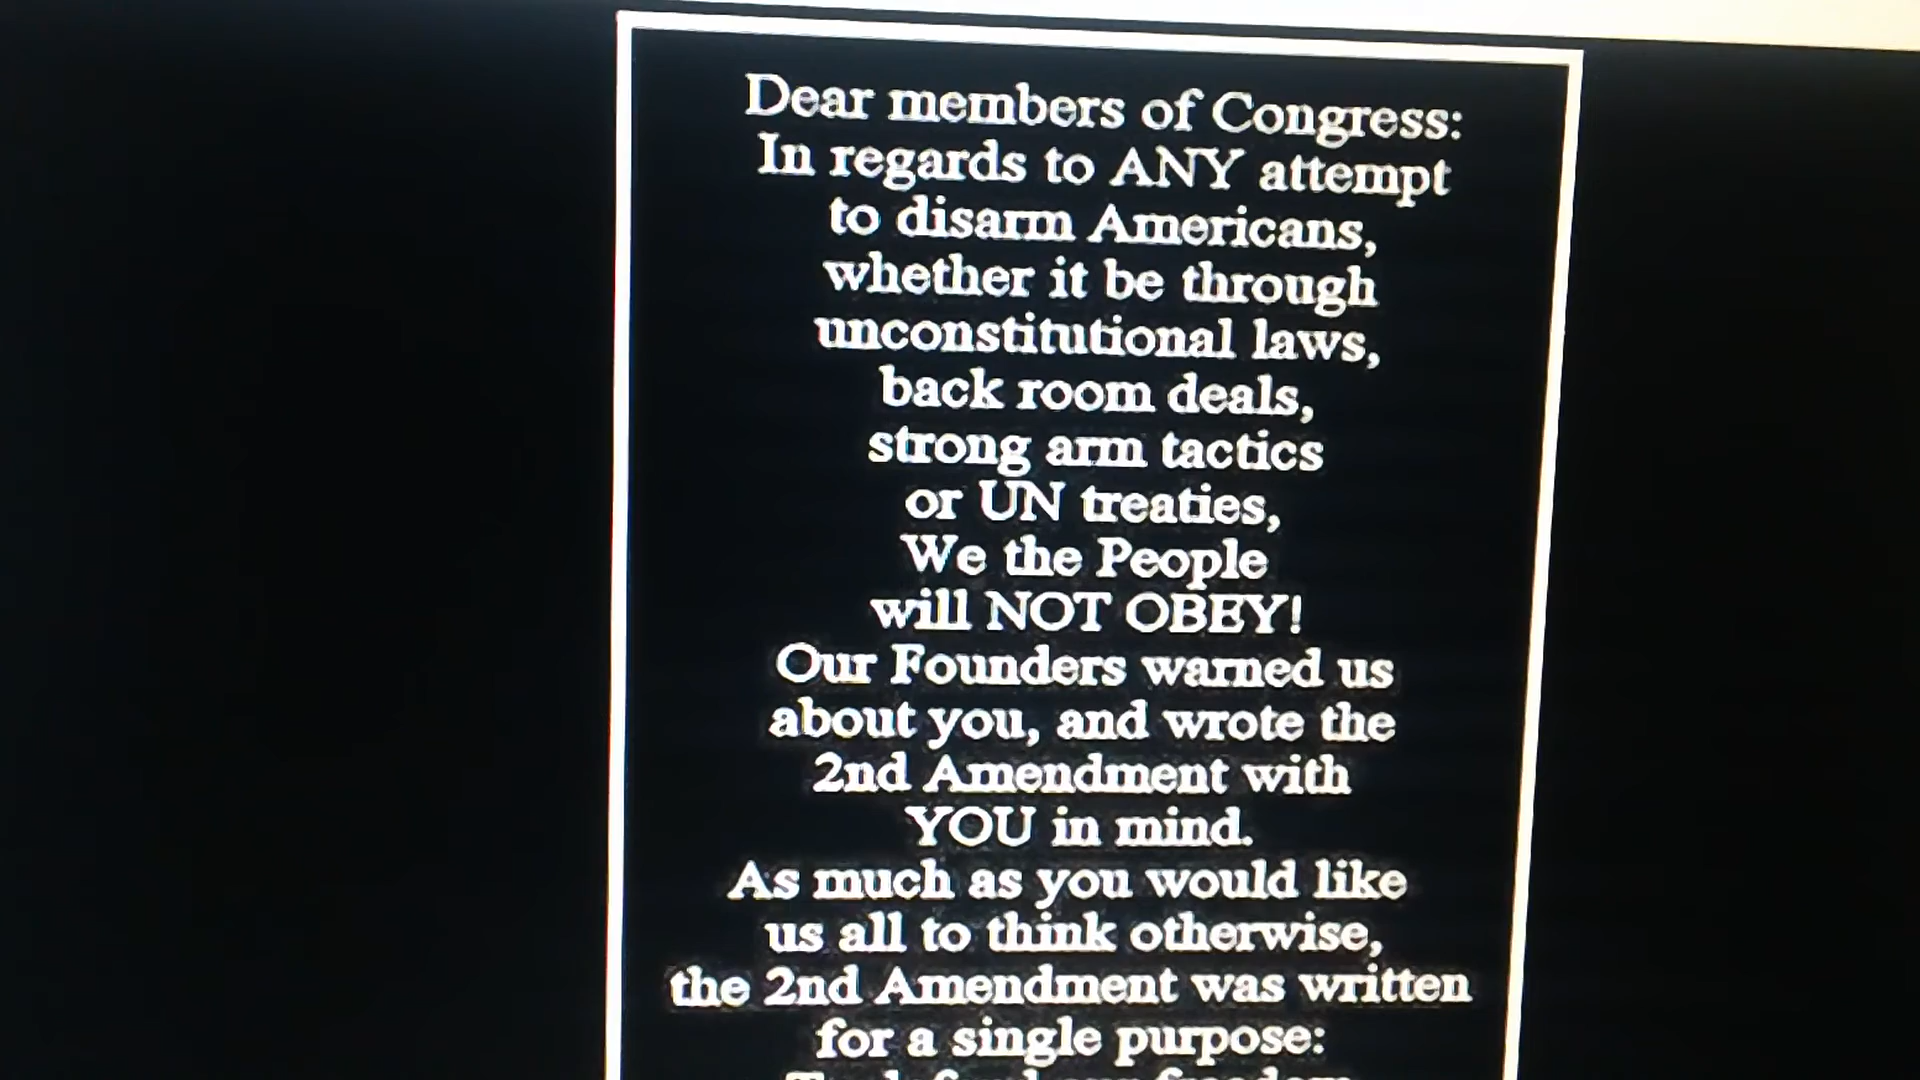 Dear members of Congress:
In regards to ANY attempt
to disarm Americans,
whether it be through
unconstitutional laws,
back room deals,
strong arm tactics
or UN treaties,
We the People
will NOT OBEY!
Our Founders warned us
about you, and wrote the
2nd Amendment with
YOU in mind.
As much as you would like
us all to think otherwise,
the 2nd Amendment was written
for a single purpose: